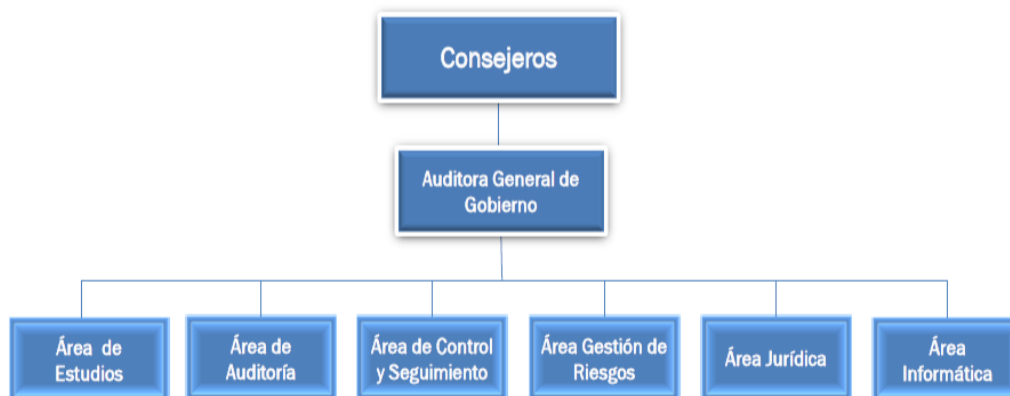 Consejeros
Auditora General de
Gobierno
Área de
Estudios
Área de
Auditoría
Área de Control
y Seguimiento
Área Gestión de
Riesgos
Área Jurídica
Área
Informática